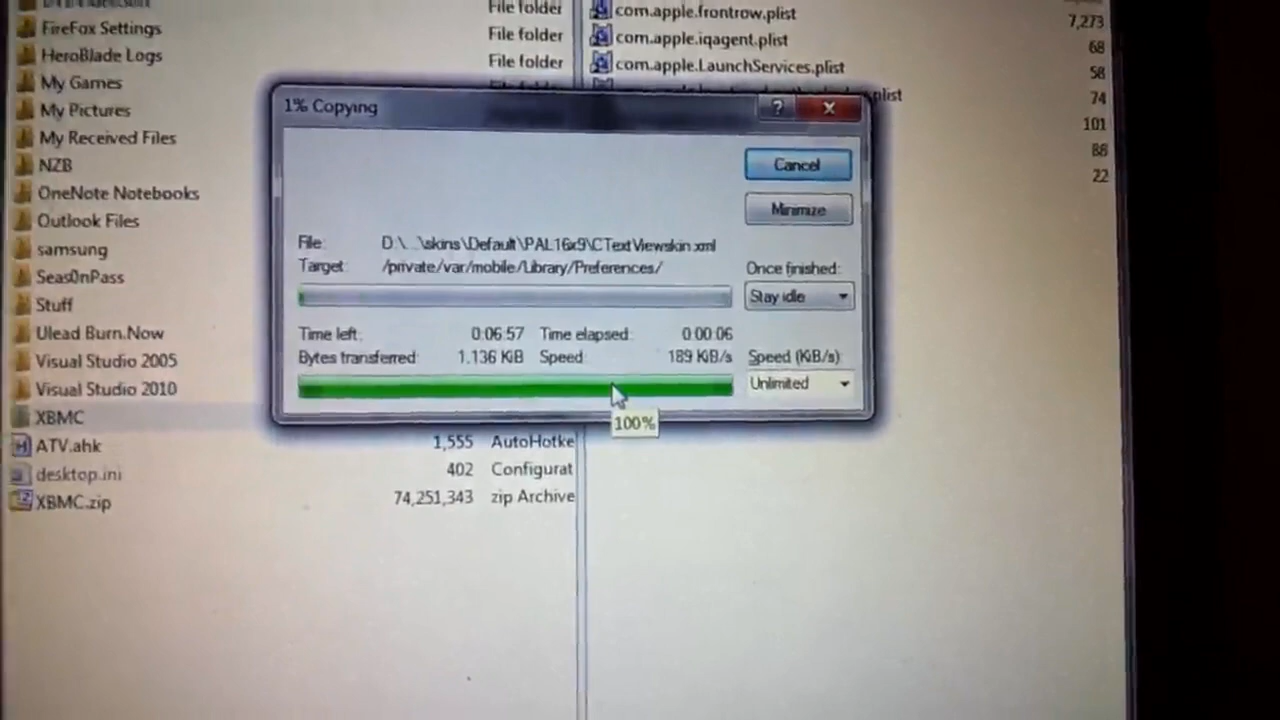 File folder
com.apple.frontrow.plist
7,273
FireFox Settings
File folder
com.apple.iqagent.plist
68
HeroBlade Logs
File folder
com.apple.LaunchServices.plist
58
My Games
plist
74
1% Copying
?
X
My Pictures
101
My Received Files
88
NZB
Cancel
22
OneNote Notebooks
Minimize
Outlook Files
samsung
File: D:\...\skins\Default\PAL16x9\CTextViewskin.xml
Target: /private/var/mobile/Library/Preferences/
Once finished:
SeasOnPass
Stay idle
Stuff
Ulead Burn.Now
Time left: 0:06:57 Time elapsed: 0:00:06
Visual Studio 2005
Bytes transferred: 1,136 KiB Speed: 189 KiB/s
Speed (KiB/s):
Visual Studio 2010
Unlimited
XBMC
100%
ATV.ahk 1,555 AutoHotke
desktop.ini 402 Configurat
XBMC.zip 74,251,343 zip Archive